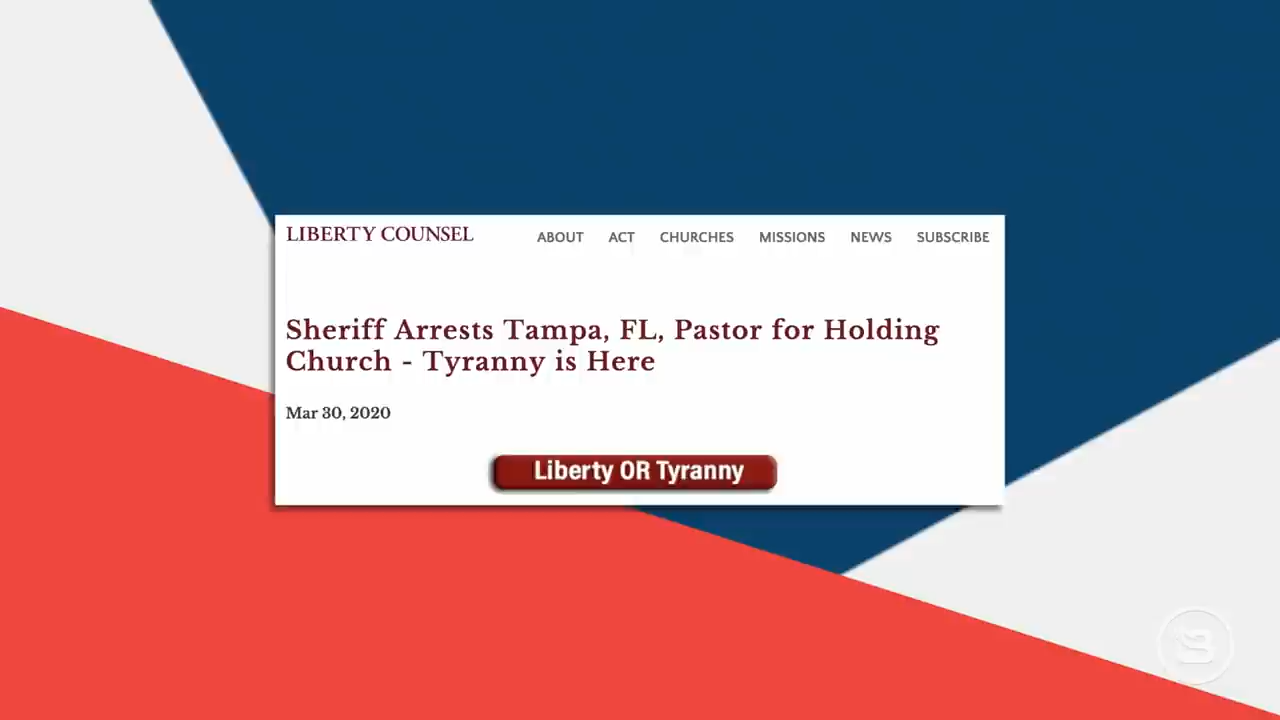 LIBERTY COUNSEL
ABOUT ACT CHURCHES MISSIONS NEWS SUBSCRIBE
Sheriff Arrests Tampa, FL, Pastor for Holding
Church - Tyranny is Here
Mar 30, 2020
Liberty OR Tyranny